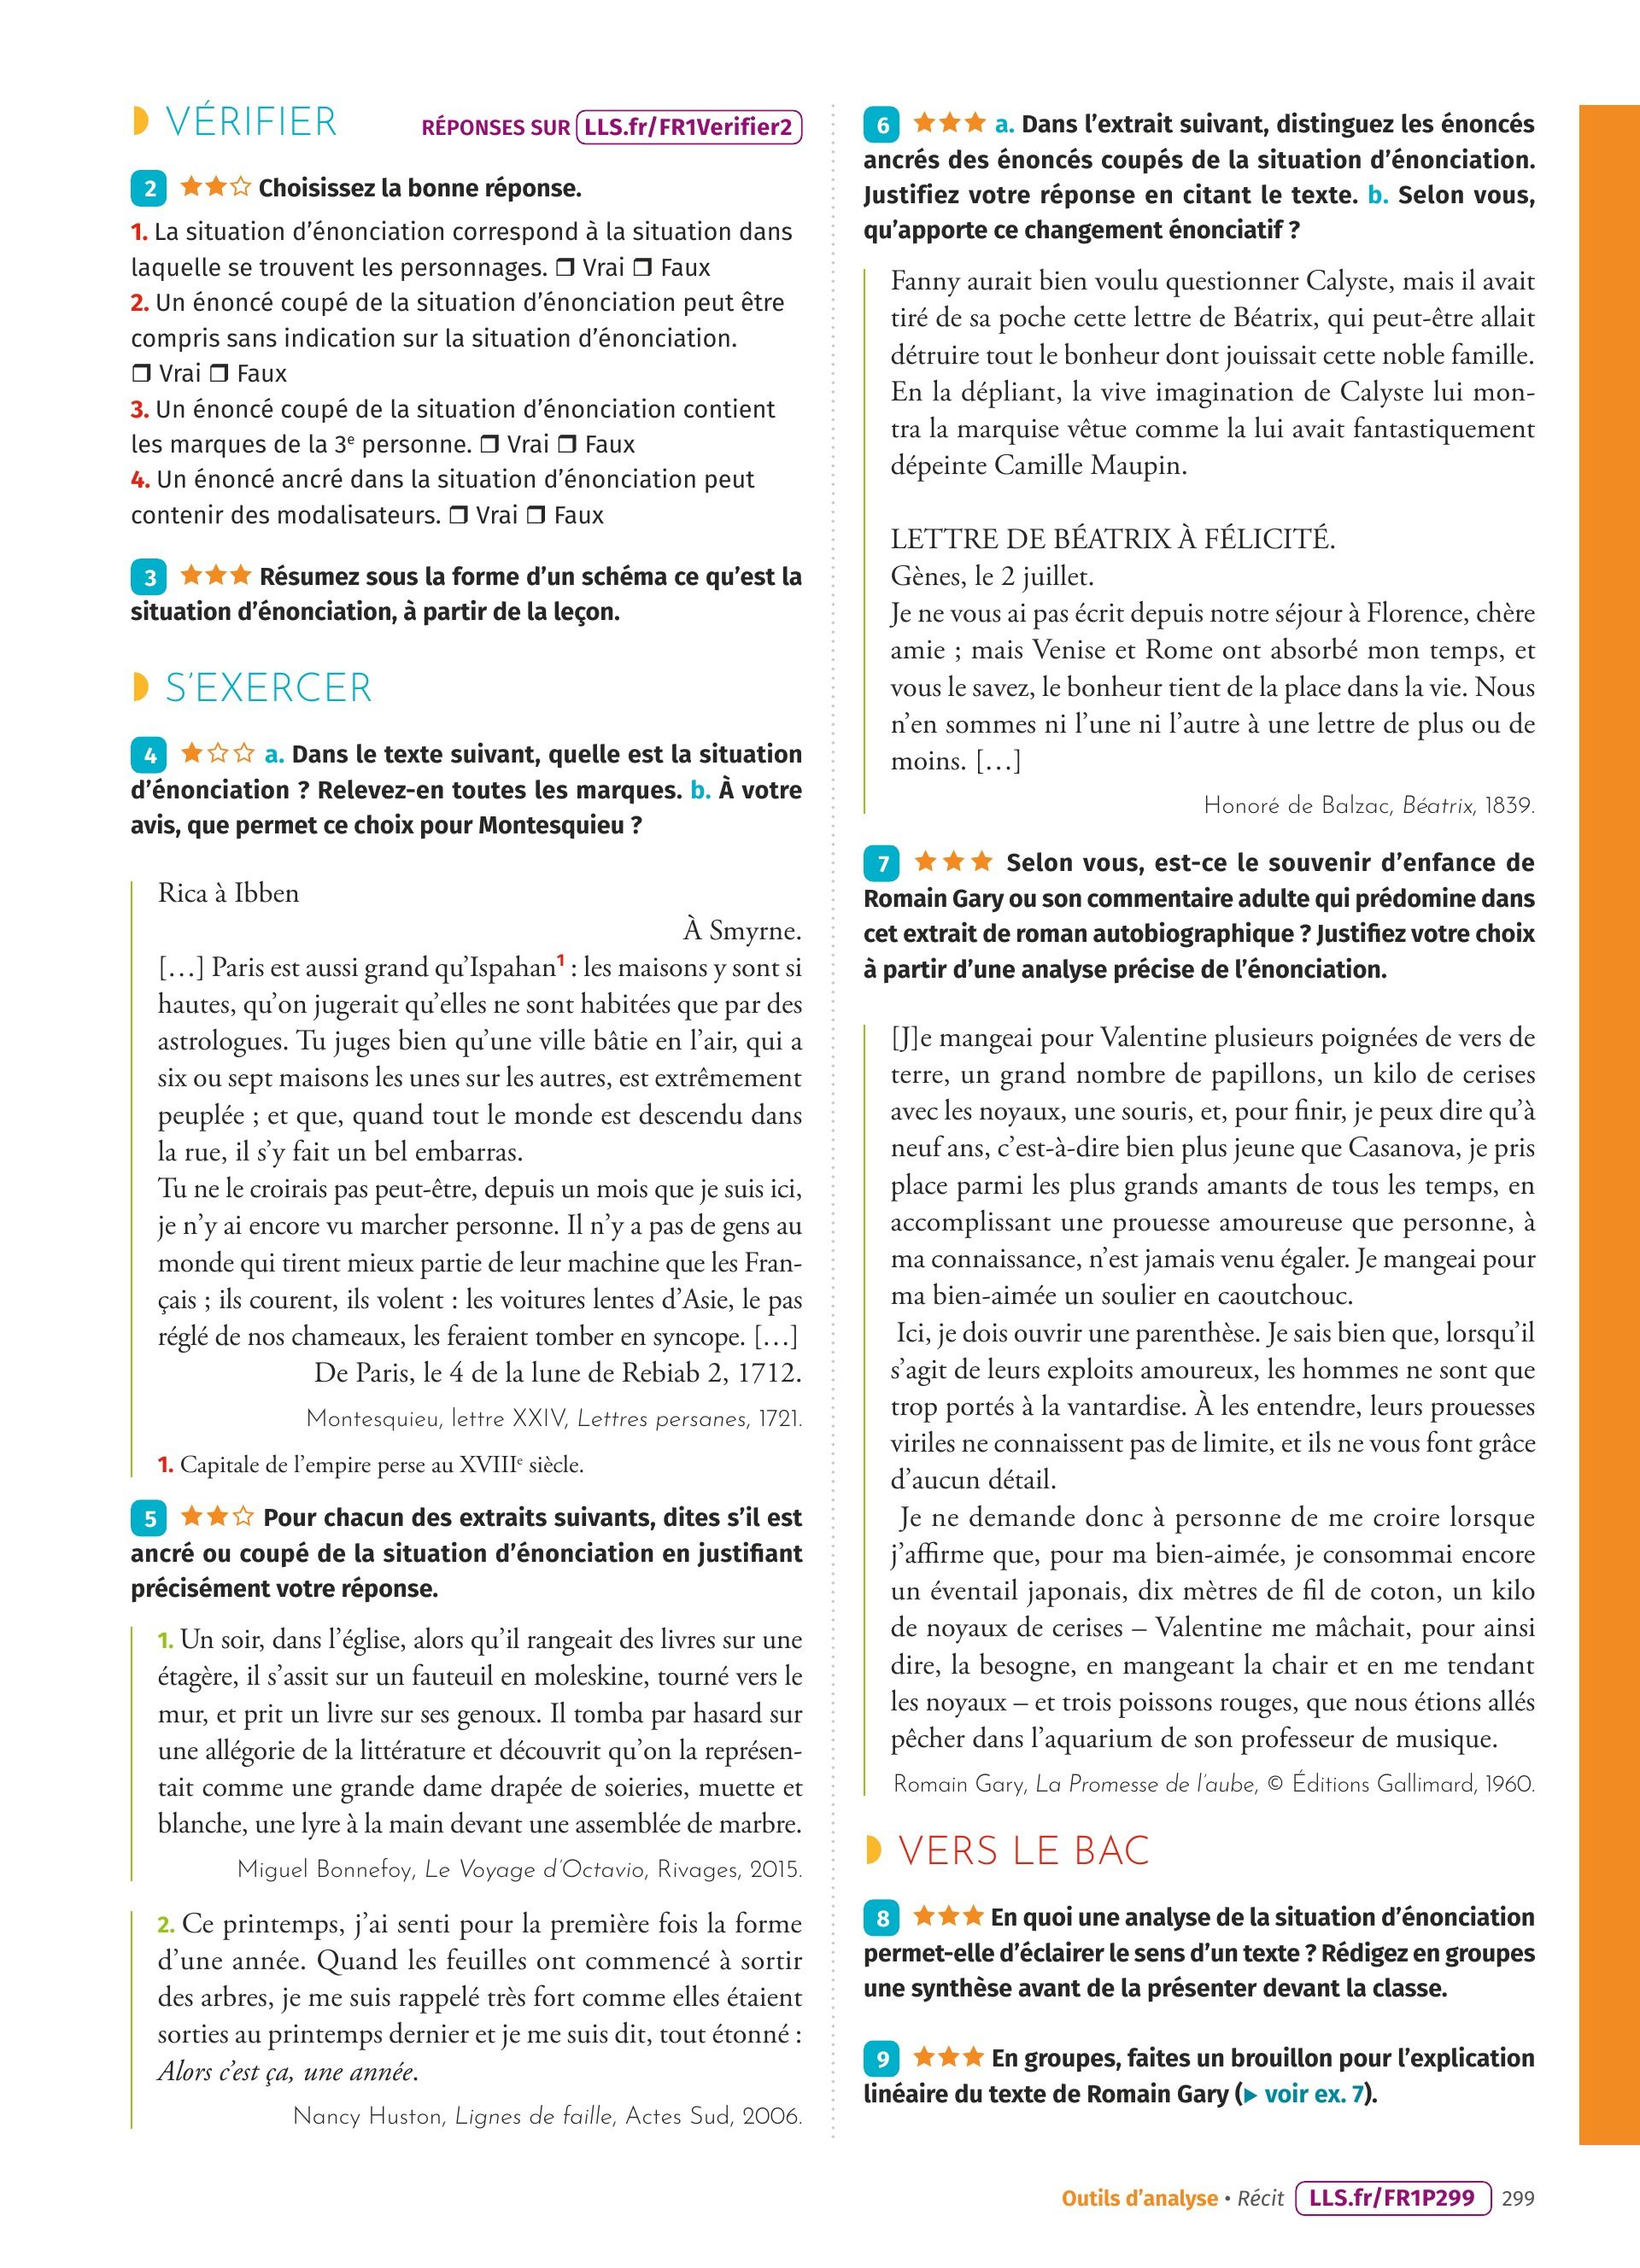 VÉRIFIER
RÉPONSES SUR LLS.fr/FR1Verifier2
2 ★★☆ Choisissez la bonne réponse.
1. La situation d’énonciation correspond à la situation dans
laquelle se trouvent les personnages. ❒ Vrai ❒ Faux
2. Un énoncé coupé de la situation d’énonciation peut être
compris sans indication sur la situation d’énonciation.
❒ Vrai ❒ Faux
3. Un énoncé coupé de la situation d’énonciation contient
les marques de la 3e personne. ❒ Vrai ❒ Faux
4. Un énoncé ancré dans la situation d’énonciation peut
contenir des modalisateurs. ❒ Vrai ❒ Faux
3 ★★★ Résumez sous la forme d’un schéma ce qu’est la
situation d’énonciation, à partir de la leçon.
S’EXERCER
4 ★☆☆ a. Dans le texte suivant, quelle est la situation
d’énonciation ? Relevez-en toutes les marques. b. À votre
avis, que permet ce choix pour Montesquieu ?
Rica à Ibben
À Smyrne.
[…] Paris est aussi grand qu’Ispahan1 : les maisons y sont si
hautes, qu’on jugerait qu’elles ne sont habitées que par des
astrologues. Tu juges bien qu’une ville bâtie en l’air, qui a
six ou sept maisons les unes sur les autres, est extrêmement
peuplée ; et que, quand tout le monde est descendu dans
la rue, il s’y fait un bel embarras.
Tu ne le croirais pas peut-être, depuis un mois que je suis ici,
je n’y ai encore vu marcher personne. Il n’y a pas de gens au
monde qui tirent mieux partie de leur machine que les Fran-
çais ; ils courent, ils volent : les voitures lentes d’Asie, le pas
réglé de nos chameaux, les feraient tomber en syncope. […]
De Paris, le 4 de la lune de Rebiab 2, 1712.
Montesquieu, lettre XXIV, Lettres persanes, 1721.
1. Capitale de l’empire perse au XVIIIe siècle.
5 ★★☆ Pour chacun des extraits suivants, dites s’il est
ancré ou coupé de la situation d’énonciation en justifiant
précisément votre réponse.
1. Un soir, dans l’église, alors qu’il rangeait des livres sur une
étagère, il s’assit sur un fauteuil en moleskine, tourné vers le
mur, et prit un livre sur ses genoux. Il tomba par hasard sur
une allégorie de la littérature et découvrit qu’on la représen-
tait comme une grande dame drapée de soieries, muette et
blanche, une lyre à la main devant une assemblée de marbre.
Miguel Bonnefoy, Le Voyage d’Octavio, Rivages, 2015.
2. Ce printemps, j’ai senti pour la première fois la forme
d’une année. Quand les feuilles ont commencé à sortir
des arbres, je me suis rappelé très fort comme elles étaient
sorties au printemps dernier et je me suis dit, tout étonné :
Alors c’est ça, une année.
Nancy Huston, Lignes de faille, Actes Sud, 2006.
6 ★★★ a. Dans l’extrait suivant, distinguez les énoncés
ancrés des énoncés coupés de la situation d’énonciation.
Justifiez votre réponse en citant le texte. b. Selon vous,
qu’apporte ce changement énonciatif ?
Fanny aurait bien voulu questionner Calyste, mais il avait
tiré de sa poche cette lettre de Béatrix, qui peut-être allait
détruire tout le bonheur dont jouissait cette noble famille.
En la dépliant, la vive imagination de Calyste lui mon-
tra la marquise vêtue comme la lui avait fantastiquement
dépeinte Camille Maupin.
LETTRE DE BÉATRIX À FÉLICITÉ.
Gènes, le 2 juillet.
Je ne vous ai pas écrit depuis notre séjour à Florence, chère
amie ; mais Venise et Rome ont absorbé mon temps, et
vous le savez, le bonheur tient de la place dans la vie. Nous
n’en sommes ni l’une ni l’autre à une lettre de plus ou de
moins. […]
Honoré de Balzac, Béatrix, 1839.
7 ★★★ Selon vous, est-ce le souvenir d’enfance de
Romain Gary ou son commentaire adulte qui prédomine dans
cet extrait de roman autobiographique ? Justifiez votre choix
à partir d’une analyse précise de l’énonciation.
[J]e mangeai pour Valentine plusieurs poignées de vers de
terre, un grand nombre de papillons, un kilo de cerises
avec les noyaux, une souris, et, pour finir, je peux dire qu’à
neuf ans, c’est-à-dire bien plus jeune que Casanova, je pris
place parmi les plus grands amants de tous les temps, en
accomplissant une prouesse amoureuse que personne, à
ma connaissance, n’est jamais venu égaler. Je mangeai pour
ma bien-aimée un soulier en caoutchouc.
Ici, je dois ouvrir une parenthèse. Je sais bien que, lorsqu’il
s’agit de leurs exploits amoureux, les hommes ne sont que
trop portés à la vantardise. À les entendre, leurs prouesses
viriles ne connaissent pas de limite, et ils ne vous font grâce
d’aucun détail.
Je ne demande donc à personne de me croire lorsque
j’affirme que, pour ma bien-aimée, je consommai encore
un éventail japonais, dix mètres de fil de coton, un kilo
de noyaux de cerises – Valentine me mâchait, pour ainsi
dire, la besogne, en mangeant la chair et en me tendant
les noyaux – et trois poissons rouges, que nous étions allés
pêcher dans l’aquarium de son professeur de musique.
Romain Gary, La Promesse de l’aube, © Éditions Gallimard, 1960.
VERS LE BAC
8 ★★★ En quoi une analyse de la situation d’énonciation
permet-elle d’éclairer le sens d’un texte ? Rédigez en groupes
une synthèse avant de la présenter devant la classe.
9 ★★★ En groupes, faites un brouillon pour l’explication
linéaire du texte de Romain Gary (▶ voir ex. 7).
Outils d’analyse • Récit LLS.fr/FR1P299 299